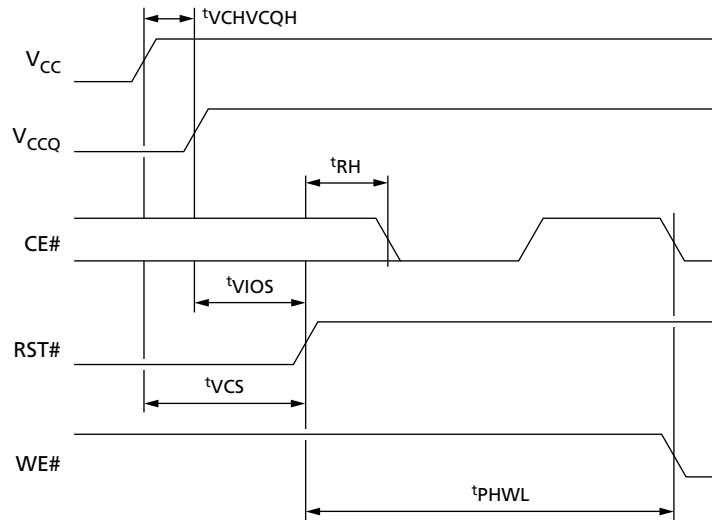 tVCHVCQH
VCC
VCCQ
tRH
CE#
tVIOS
RST#
tVCS
WE#
tPHWL